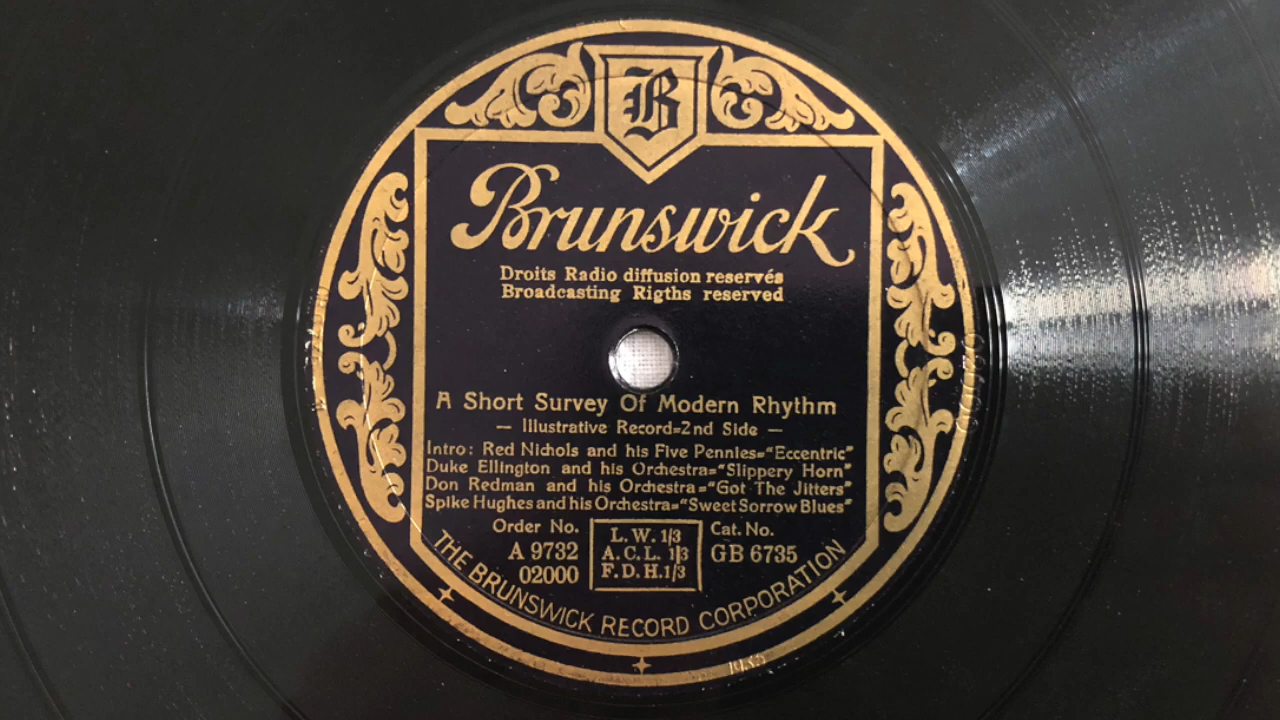 B
Brunswick
Droits Radio diffusion reservés
Broadcasting Rigths reserved
A Short Survey Of Modern Rhythm
— Illustrative Record=2nd Side —
Intro: Red Nichols and his Five Pennies="Eccentric"
Duke Ellington and his Orchestra="Slippery Horn"
Don Redman and his Orchestra="Got The Jitters"
Spike Hughes and his Orchestra="Sweet Sorrow Blues"
Order No.
A 9732
02000
L. W. 1/3
A. C. L. 1/3
F. D. H. 1/3
Cat. No.
GB 6735
THE BRUNSWICK RECORD CORPORATION